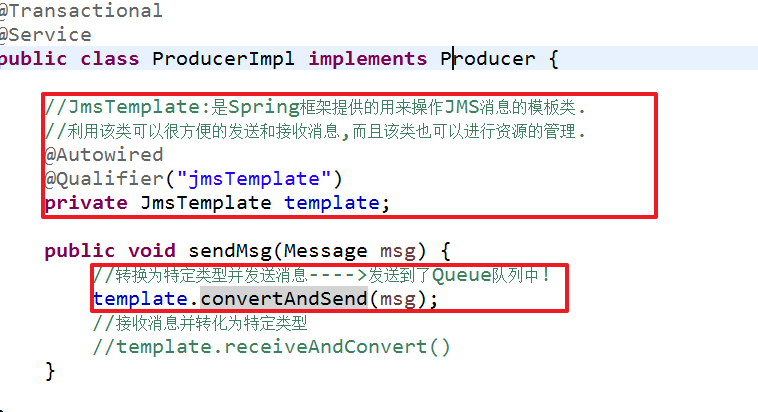 @Transactional
@Service
public class ProducerImpl implements Producer {
//JmsTemplate:是Spring框架提供的用来操作JMS消息的模板类.
//利用该类可以很方便的发送和接收消息,而且该类也可以进行资源的管理.
@Autowired
@Qualifier("jmsTemplate")
private JmsTemplate template;
public void sendMsg(Message msg) {
//转换为特定类型并发送消息---->发送到了Queue队列中!
template.convertAndSend(msg);
//接收消息并转化为特定类型
//template.receiveAndConvert()
}